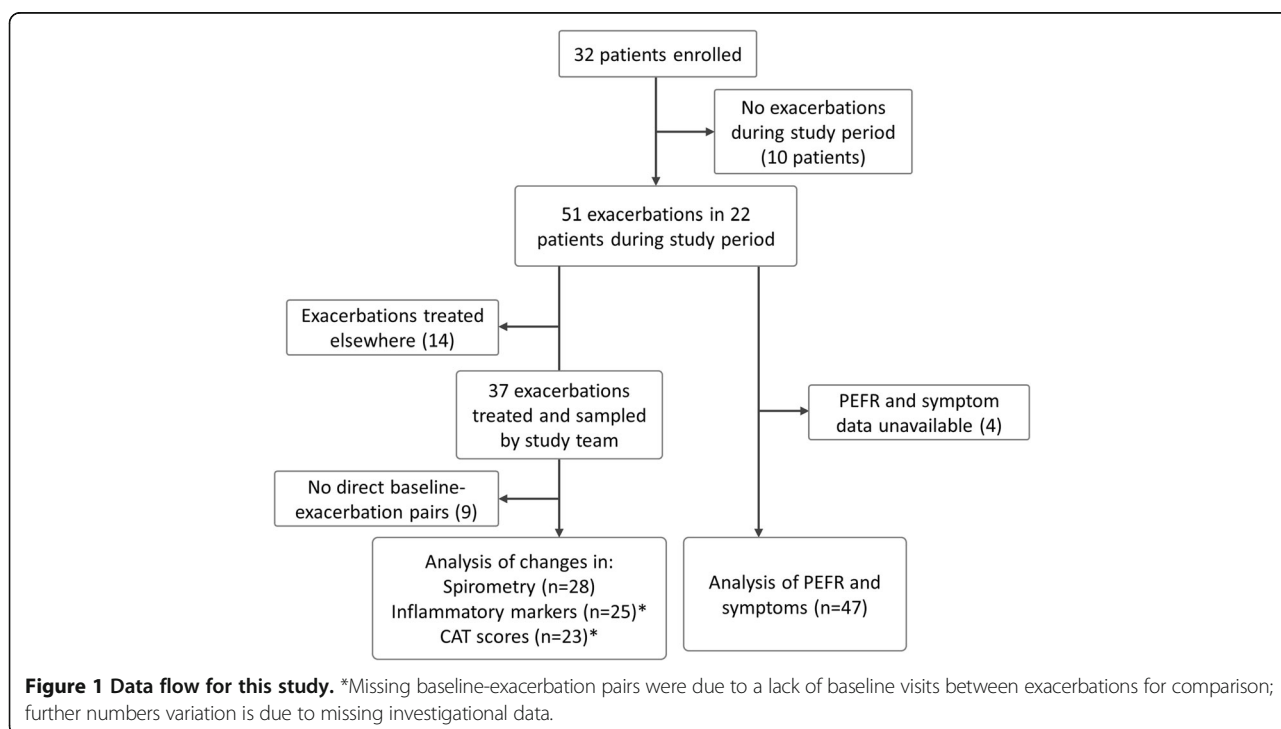 32 patients enrolled
No exacerbations
during study period
(10 patients)
51 exacerbations in 22
patients during study period
Exacerbations treated
elsewhere (14)
37 exacerbations
treated and sampled
by study team
PEFR and symptom
data unavailable (4)
No direct baseline-
exacerbation pairs (9)
Analysis of changes in:
Spirometry (n=28)
Inflammatory markers (n=25)*
CAT scores (n=23)*
Analysis of PEFR and
symptoms (n=47)
Figure 1 Data flow for this study. *Missing baseline-exacerbation pairs were due to a lack of baseline visits between exacerbations for comparison;
further numbers variation is due to missing investigational data.